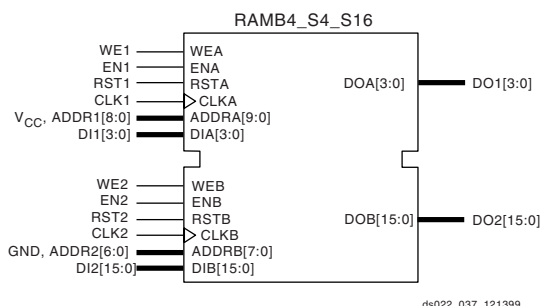 RAMB4_S4_S16
WE1 WEA
EN1 ENA
RST1 RSTA DOA[3:0] DO1[3:0]
CLK1 CLKA
VCC, ADDR1[8:0] ADDRA[9:0]
DI1[3:0] DIA[3:0]
WE2 WEB
EN2 ENB
RST2 RSTB DOB[15:0] DO2[15:0]
CLK2 CLKB
GND, ADDR2[6:0] ADDRB[7:0]
DI2[15:0] DIB[15:0]
ds022_037_121399